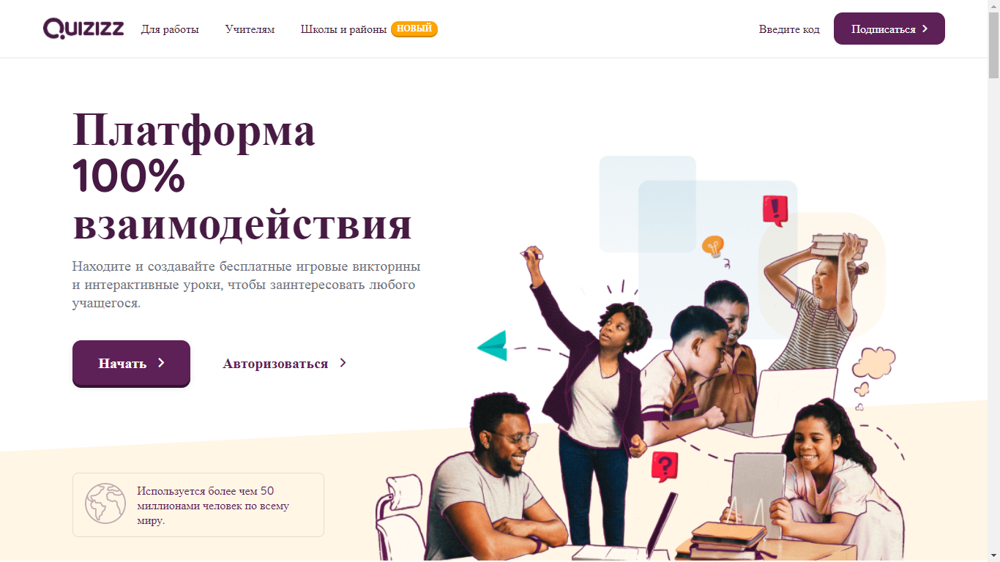 QUIZIZZ
Для работы
Учителям
Школы и районы НОВЫЙ
Введите код
Подписаться
Платформа
100%
взаимодействия
Находите и создавайте бесплатные игровые викторины
и интерактивные уроки, чтобы заинтересовать любого
учащегося.
Начать
Авторизоваться
Используется более чем 50
миллионами человек по всему
миру.